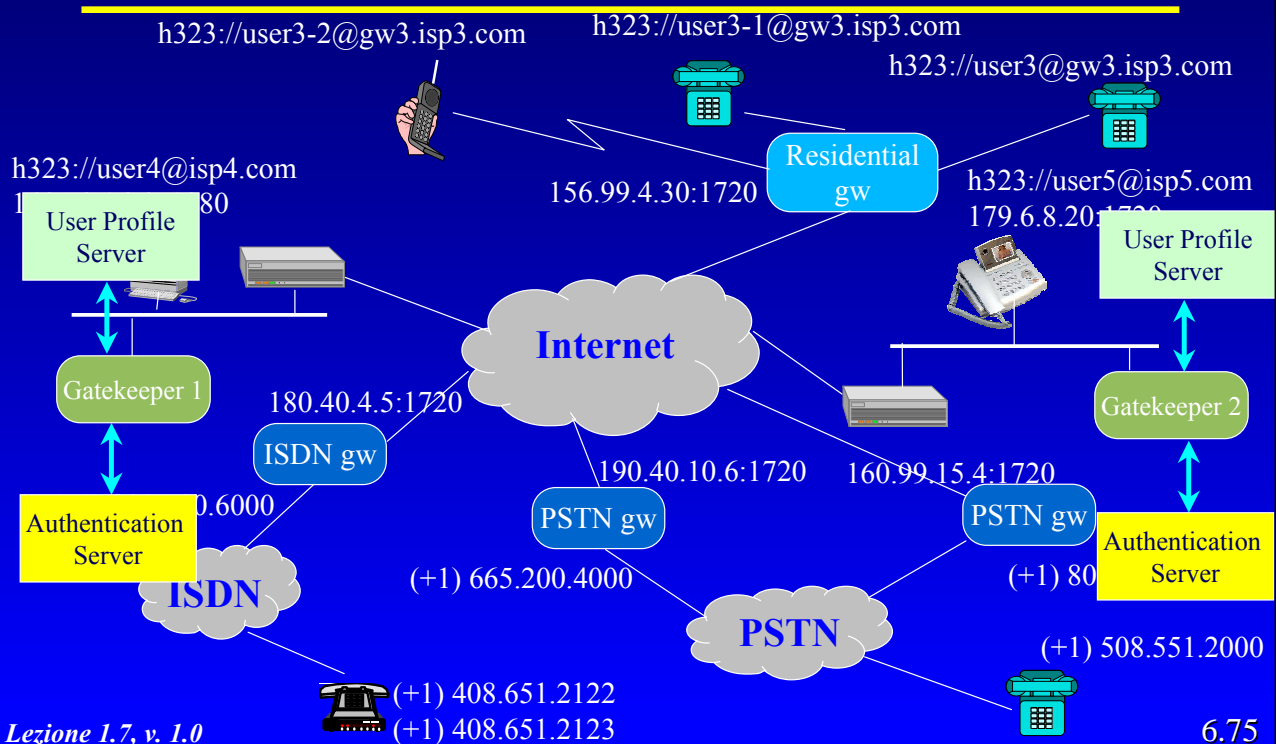 h323://user3-2@gw3.isp3.com
h323://user3-1@gw3.isp3.com
h323://user3@gw3.isp3.com
Residential
gw
156.99.4.30:1720
h323://user4@isp4.com
80
User Profile
Server
h323://user5@isp5.com
179.6.8.20:1720
User Profile
Server
Internet
Gatekeeper 1
180.40.4.5:1720
Gatekeeper 2
ISDN gw
190.40.10.6:1720
160.99.15.4:1720
0.6000
PSTN gw
PSTN gw
Authentication
Server
Authentication
Server
(+1) 665.200.4000
(+1) 80
ISDN
PSTN
(+1) 508.551.2000
(+1) 408.651.2122
(+1) 408.651.2123
Lezione 1.7, v. 1.0
6.75